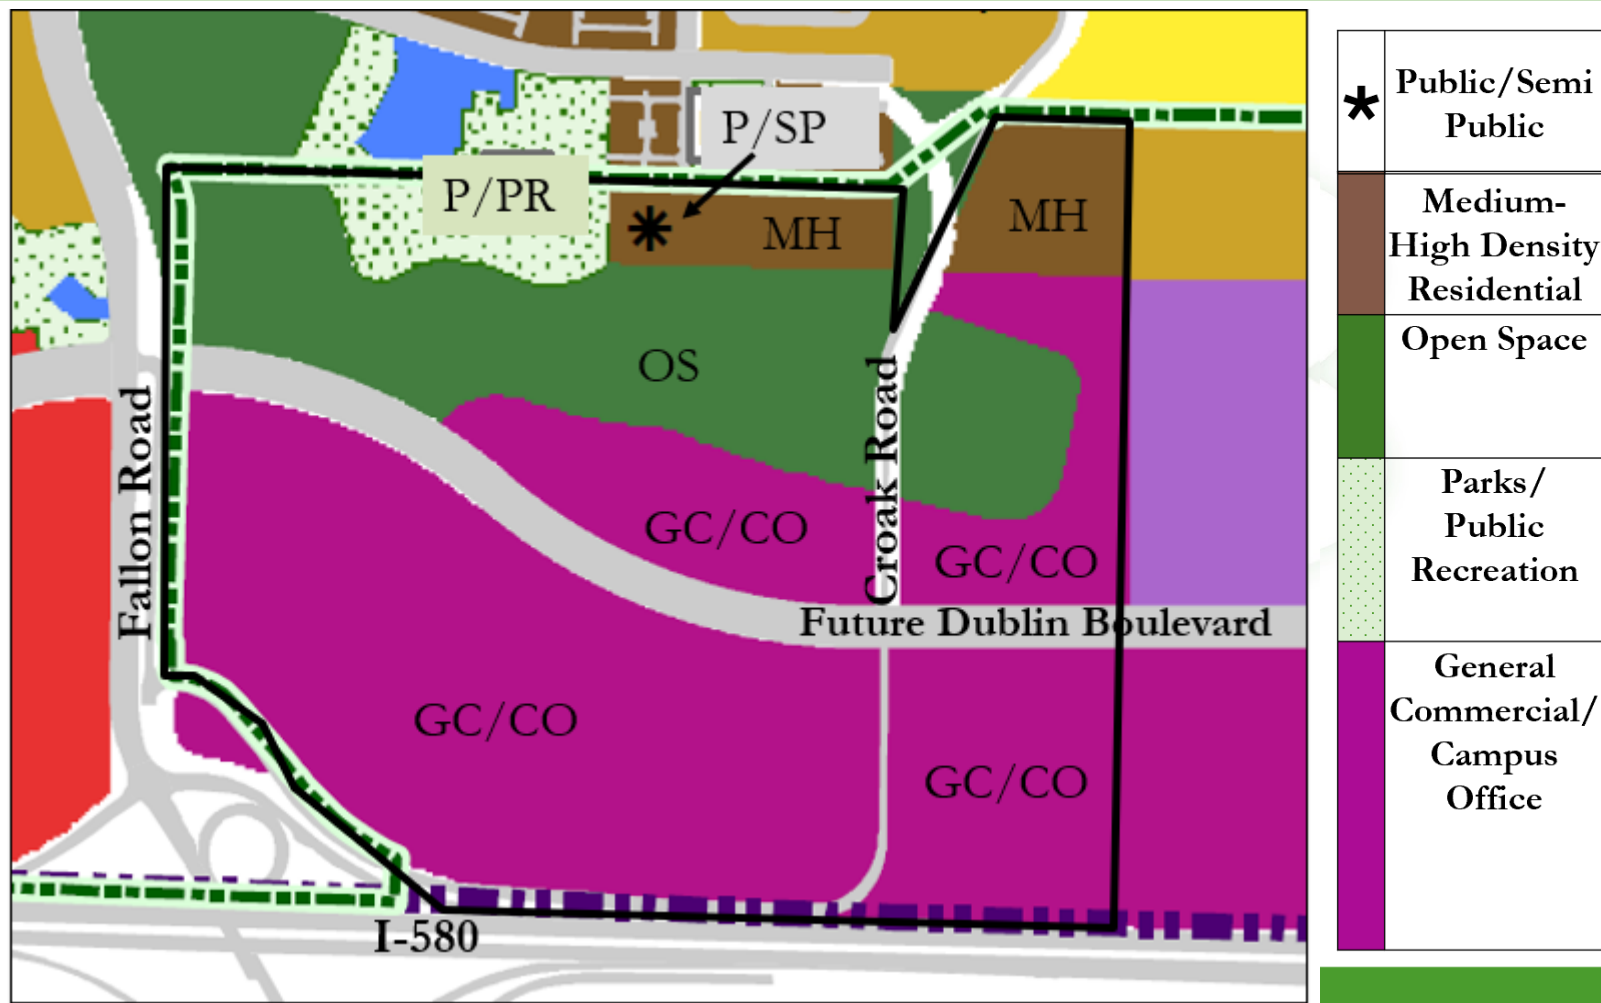 P/SP
P/PR
MH
MH
OS
GC/CO
GC/CO
GC/CO
GC/CO
Fallon Road
Croak Road
Future Dublin Boulevard
I-580
*
Public/Semi
Public
Medium-
High Density
Residential
Open Space
Parks/
Public
Recreation
General
Commercial/
Campus
Office